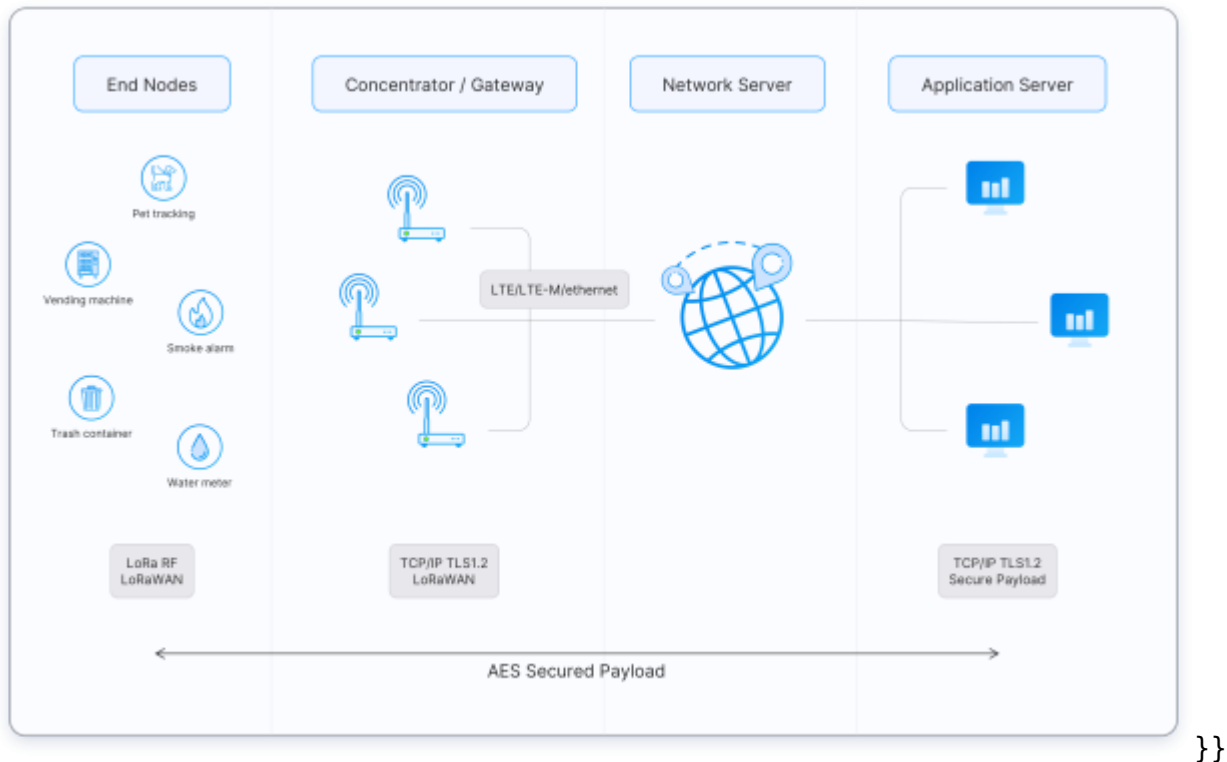 End Nodes
Concentrator / Gateway
Network Server
Application Server
Pet tracking
Vending machine
Smoke alarm
Trash container
Water meter
LTE/LTE-M/ethernet
LoRa RF
LoRaWAN
TCP/IP TLS1.2
LoRaWAN
TCP/IP TLS1.2
Secure Payload
AES Secured Payload
}}